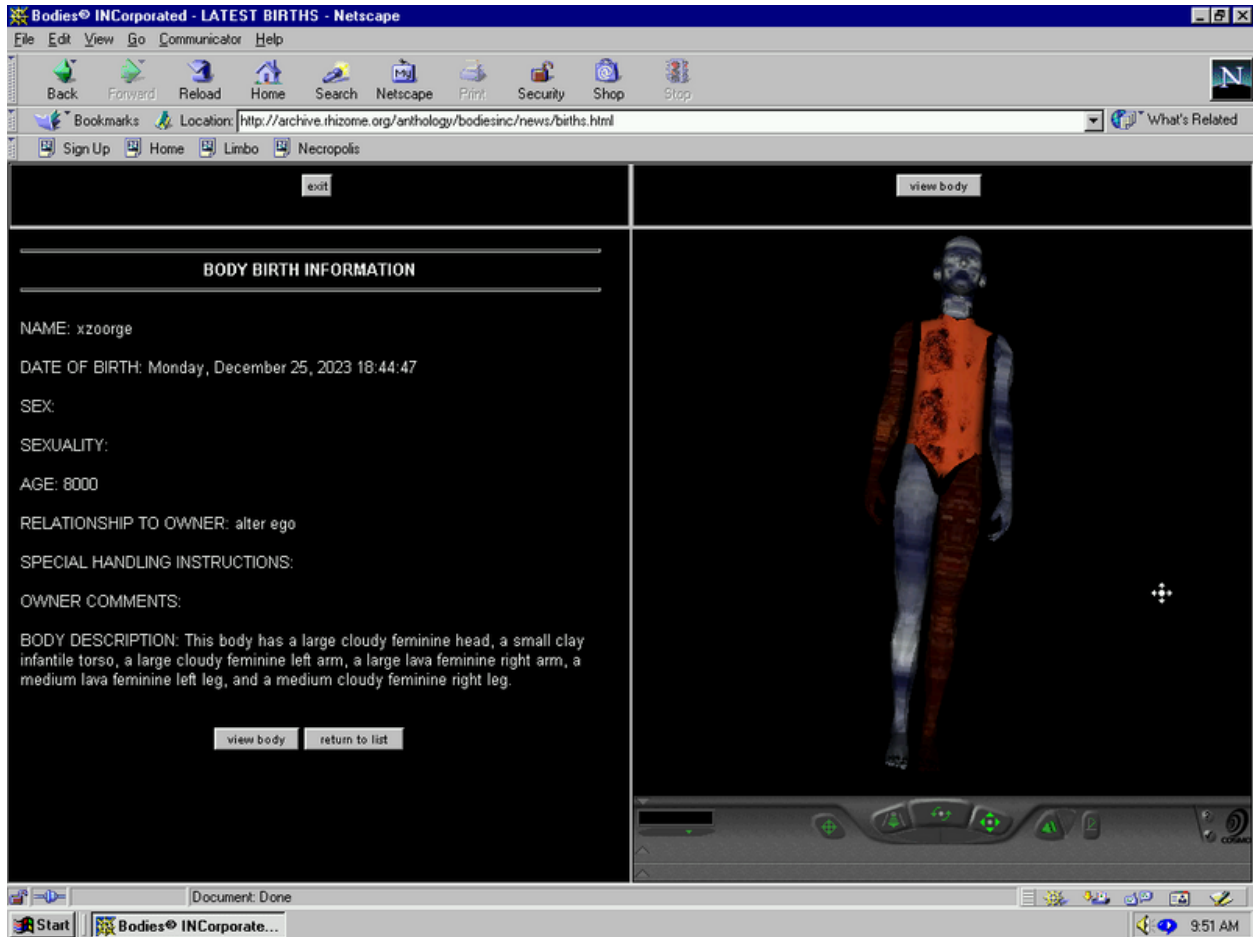 Bodies© INCorporated - LATEST BIRTHS - Netscape
File Edit View Go Communicator Help
Back Forward Reload Home Search Netscape Print Security Shop Stop
N
Bookmarks Location: http://archive.rhizome.org/anthology/bodiesinc/news/births.html What's Related
Sign Up Home Limbo Necropolis
exit
view body
BODY BIRTH INFORMATION
NAME: xzoorge
DATE OF BIRTH: Monday, December 25, 2023 18:44:47
SEX:
SEXUALITY:
AGE: 8000
RELATIONSHIP TO OWNER: alter ego
SPECIAL HANDLING INSTRUCTIONS:
OWNER COMMENTS:
BODY DESCRIPTION: This body has a large cloudy feminine head, a small clay
infantile torso, a large cloudy feminine left arm, a large lava feminine right arm, a
medium lava feminine left leg, and a medium cloudy feminine right leg.
view body return to list
COSMO
Document: Done
Start Bodies© INCorporate... 9:51 AM